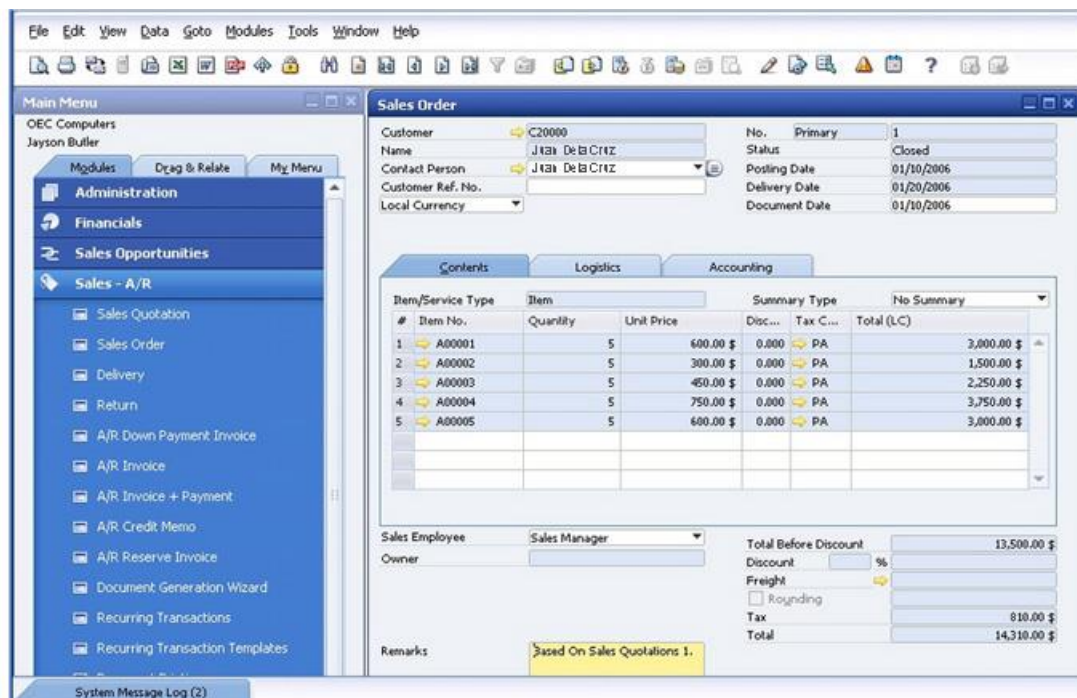 File Edit View Data Goto Modules Tools Window Help
Main Menu
OEC Computers
Jayson Butler
Modules Drag & Relate My Menu
Administration
Financials
Sales Opportunities
Sales - A/R
Sales Quotation
Sales Order
Delivery
Return
A/R Down Payment Invoice
A/R Invoice
A/R Invoice + Payment
A/R Credit Memo
A/R Reserve Invoice
Document Generation Wizard
Recurring Transactions
Recurring Transaction Templates
System Message Log (2)
Sales Order
Customer C20000
Name Juan Dela Cruz
Contact Person Juan Dela Cruz
Customer Ref. No.
Local Currency
No. Primary 1
Status Closed
Posting Date 01/10/2006
Delivery Date 01/20/2006
Document Date 01/10/2006
Contents Logistics Accounting
Item/Service Type Item Summary Type No Summary
# Item No. Quantity Unit Price Disc... Tax C... Total (LC)
1 A00001 5 600.00 $ 0.000 PA 3,000.00 $
2 A00002 5 300.00 $ 0.000 PA 1,500.00 $
3 A00003 5 450.00 $ 0.000 PA 2,250.00 $
4 A00004 5 750.00 $ 0.000 PA 3,750.00 $
5 A00005 5 600.00 $ 0.000 PA 3,000.00 $
Sales Employee Sales Manager
Owner
Total Before Discount 13,500.00 $
Discount %
Freight
Rounding
Tax 810.00 $
Total 14,310.00 $
Remarks Based On Sales Quotations 1.